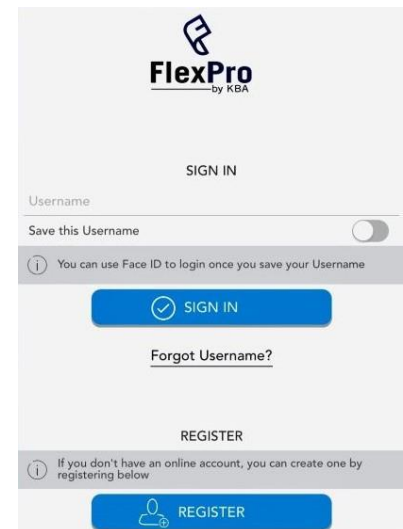 FlexPro
by KBA
SIGN IN
Username
Save this Username
You can use Face ID to login once you save your Username
SIGN IN
Forgot Username?
REGISTER
If you don't have an online account, you can create one by
registering below
REGISTER